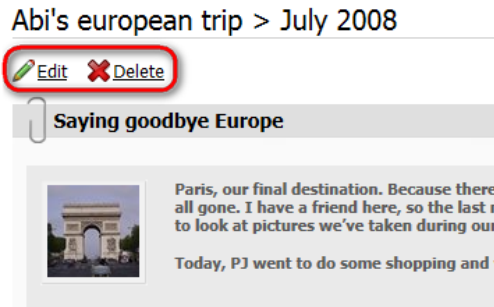 Abi's european trip > July 2008
Edit Delete
Saying goodbye Europe
Paris, our final destination. Because there
all gone. I have a friend here, so the last
to look at pictures we've taken during our
Today, PJ went to do some shopping and